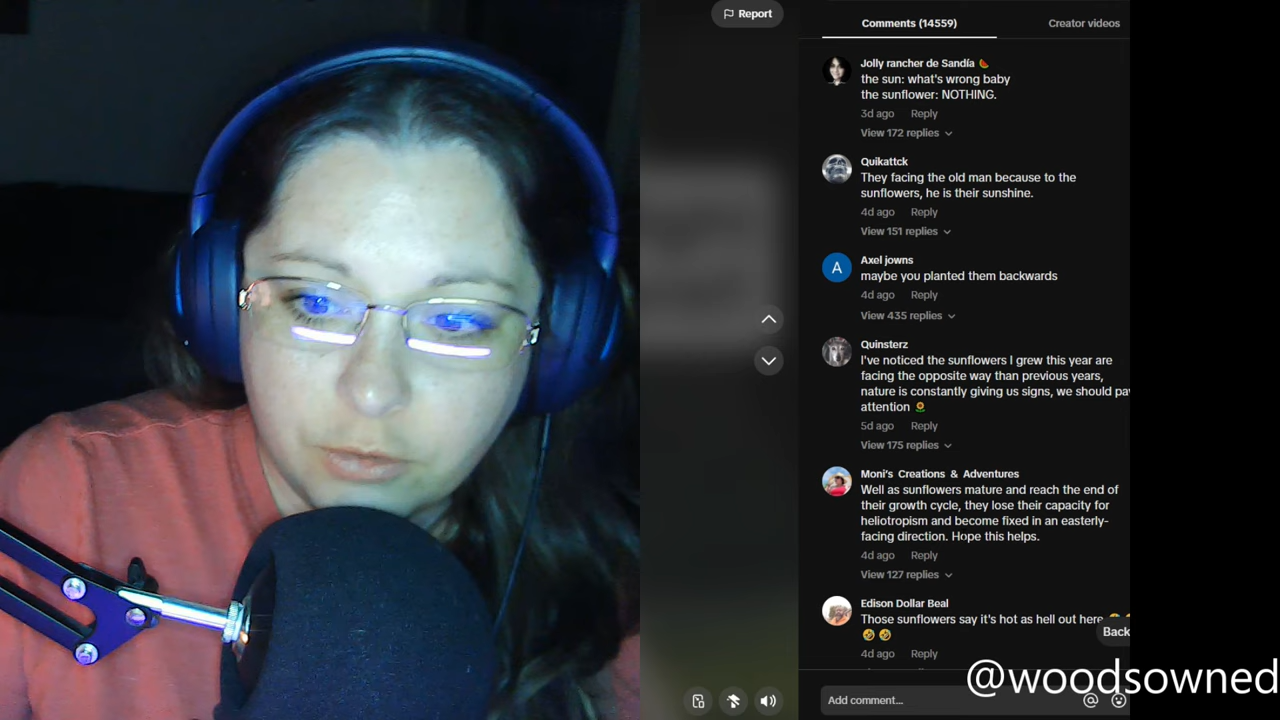 Report
Comments (14559)
Creator videos
Jolly rancher de Sandía 🍉
the sun: what's wrong baby
the sunflower: NOTHING.
3d ago Reply
View 172 replies
Quikattck
They facing the old man because to the
sunflowers, he is their sunshine.
4d ago Reply
View 151 replies
A
Axel jowns
maybe you planted them backwards
4d ago Reply
View 435 replies
Quinsterz
I've noticed the sunflowers I grew this year are
facing the opposite way than previous years,
nature is constantly giving us signs, we should
attention 🌻
5d ago Reply
View 175 replies
Moni's Creations & Adventures
Well as sunflowers mature and reach the end of
their growth cycle, they lose their capacity for
heliotropism and become fixed in an easterly-
facing direction. Hope this helps.
4d ago Reply
View 127 replies
Edison Dollar Beal
Those sunflowers say it's hot as hell out here
🤣 🤣
Back
4d ago Reply
Add comment...
@woodsowned